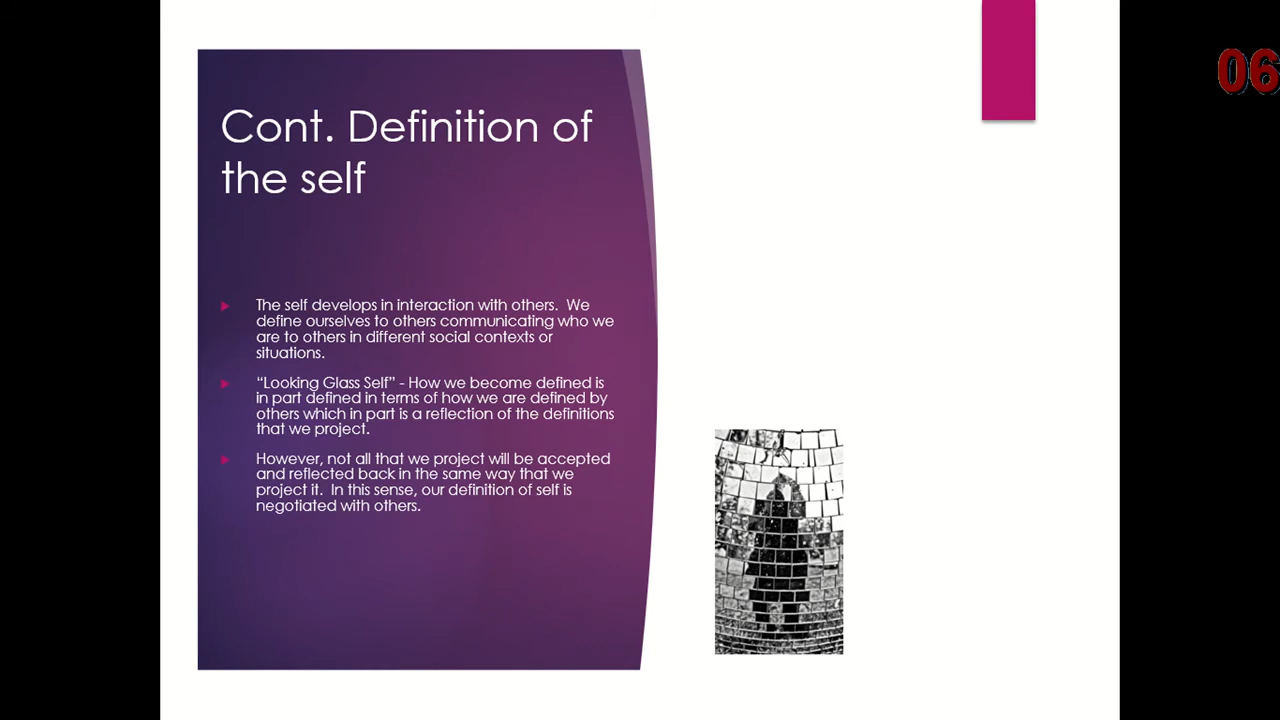 Cont. Definition of
the self
The self develops in interaction with others.  We
define ourselves to others communicating who we
are to others in different social contexts or
situations.
“Looking Glass Self” - How we become defined is
in part defined in terms of how we are defined by
others which in part is a reflection of the definitions
that we project.
However, not all that we project will be accepted
and reflected back in the same way that we
project it.  In this sense, our definition of self is
negotiated with others.
06